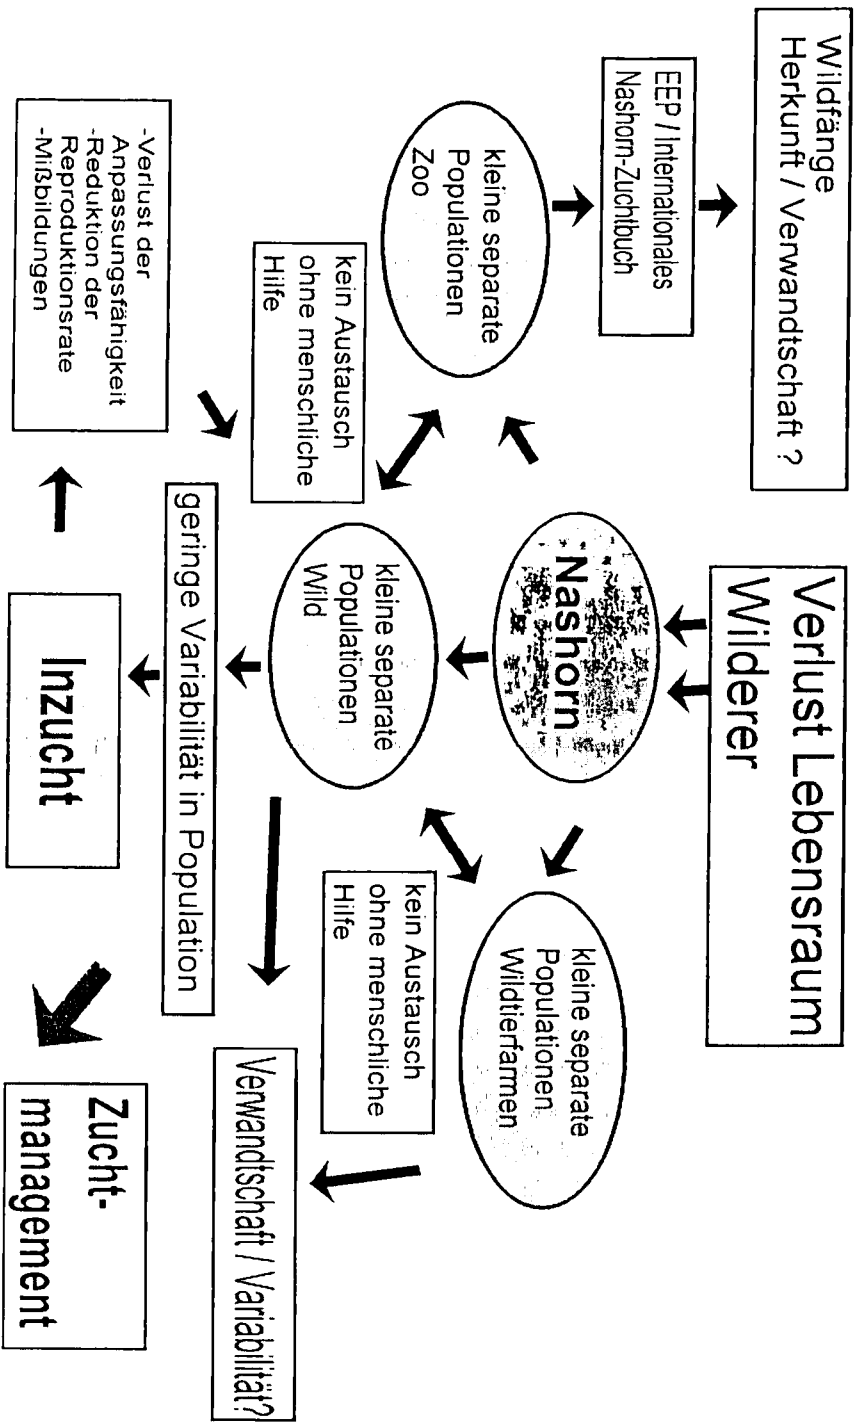 Wildfänge
Herkunft / Verwandtschaft ?
Verlust Lebensraum
Wilderer
EEP / Internationales
Nashorn-Zuchtbuch
Nashorn
kleine separate
Populationen
Zoo
kleine separate
Populationen
Wildtierfarmen
kleine separate
Populationen
Wild
kein Austausch
ohne menschliche
Hilfe
kein Austausch
ohne menschliche
Hilfe
geringe Variabilität in Population
Verwandtschaft / Variabilität?
-Verlust der
Anpassungsfähigkeit
-Reduktion der
Reproduktionsrate
-Mißbildungen
Inzucht
Zucht-
management